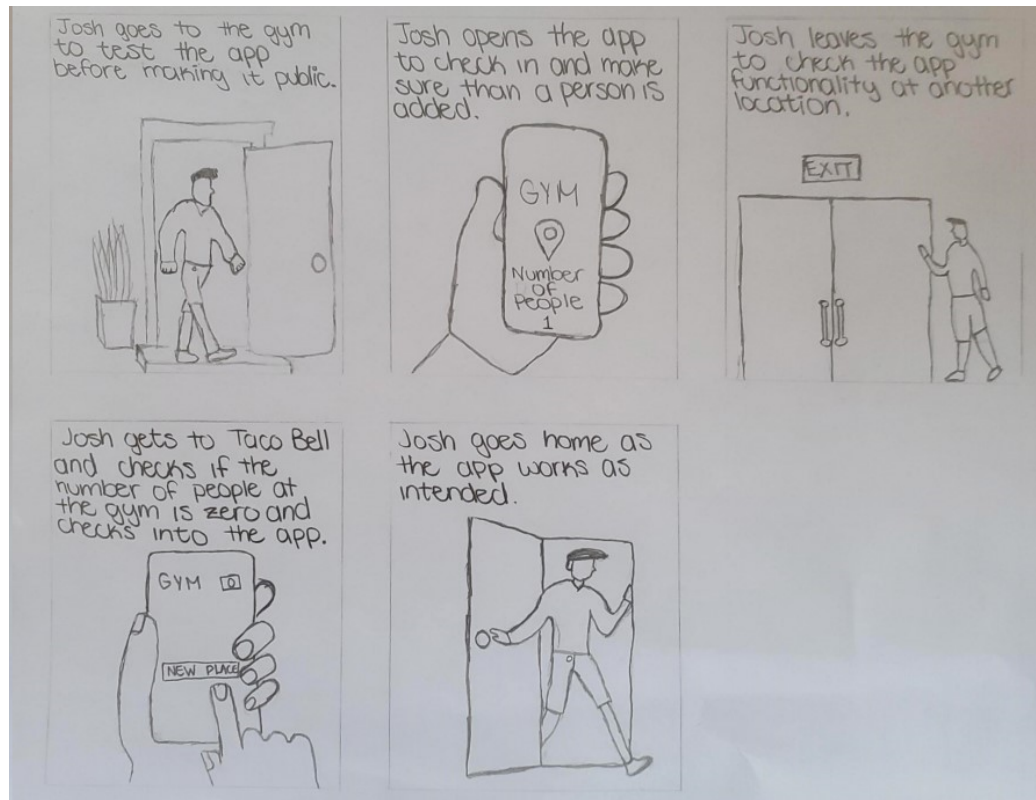 Josh goes to the gym
to test the app
before making it public.
Josh opens the app
to check in and make
sure than a person is
added.
GYM
Number
of
People
1
Josh leaves the gym
to check the app
functionality at another
location.
EXIT
Josh gets to Taco Bell
and checks if the
number of people at
the gym is zero and
checks into the app.
GYM 0
NEW PLACE
Josh goes home as
the app works as
intended.